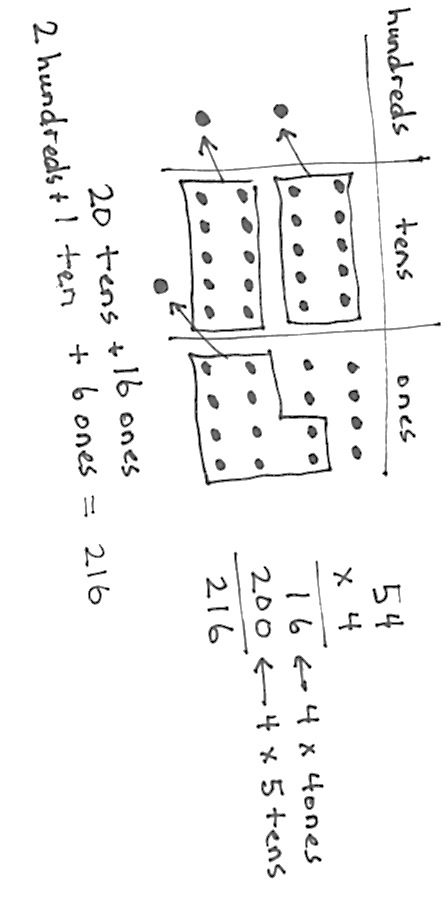 hundreds tens ones
20 tens + 16 ones
2 hundreds + 1 ten + 6 ones = 216
54
× 4
16 ← 4 × 4 ones
200 ← 4 × 5 tens
216